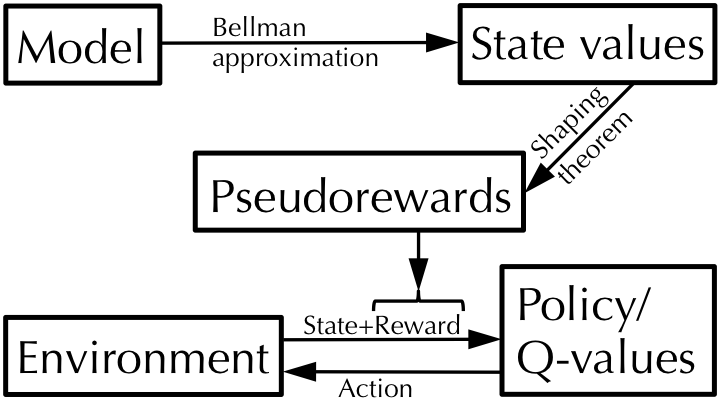 Model
Bellman
approximation
State values
Shaping
theorem
Pseudorewards
State+Reward
Policy/
Q-values
Environment
Action